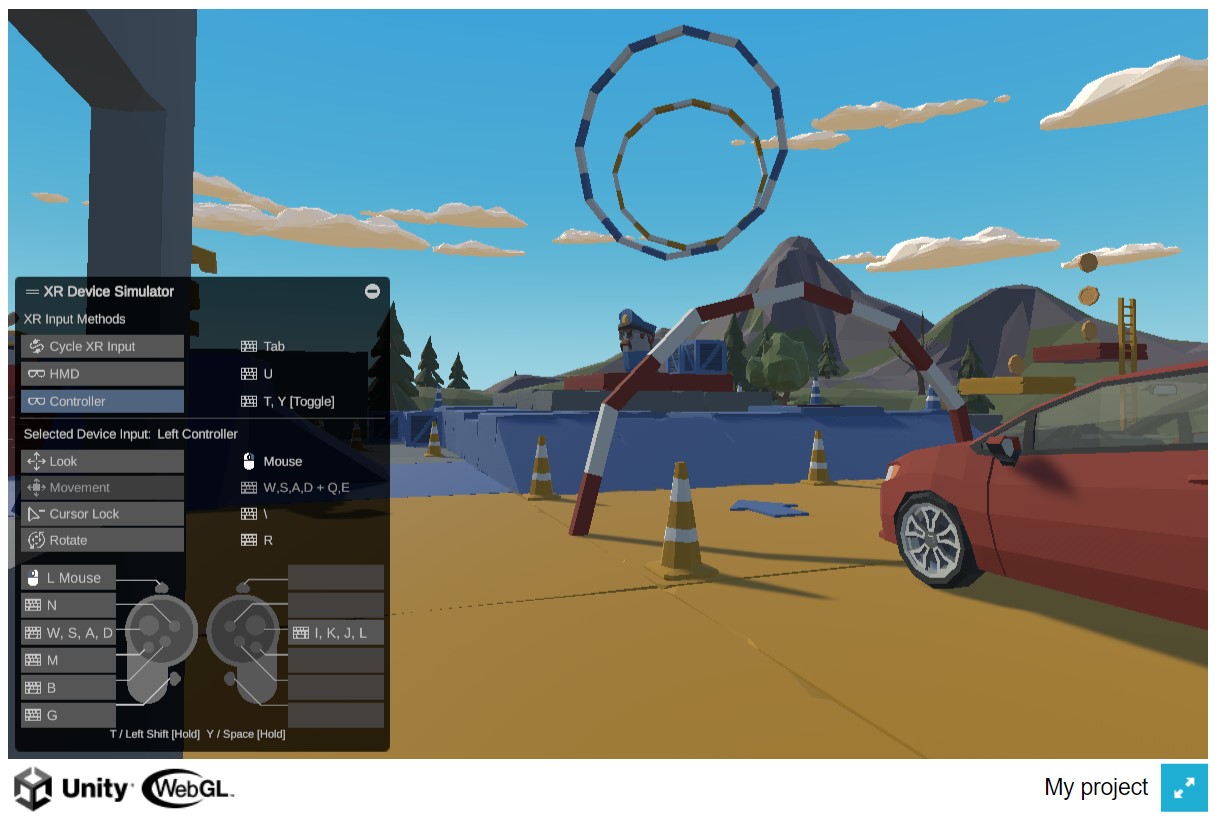 XR Device Simulator
XR Input Methods
Cycle XR Input Tab
HMD U
Controller T, Y [Toggle]
Selected Device Input: Left Controller
Look Mouse
Movement W,S,A,D + Q,E
Cursor Lock \
Rotate R
L Mouse
N
W, S, A, D I, K, J, L
M
B
G
T / Left Shift [Hold] Y / Space [Hold]
Unity WebGL My project